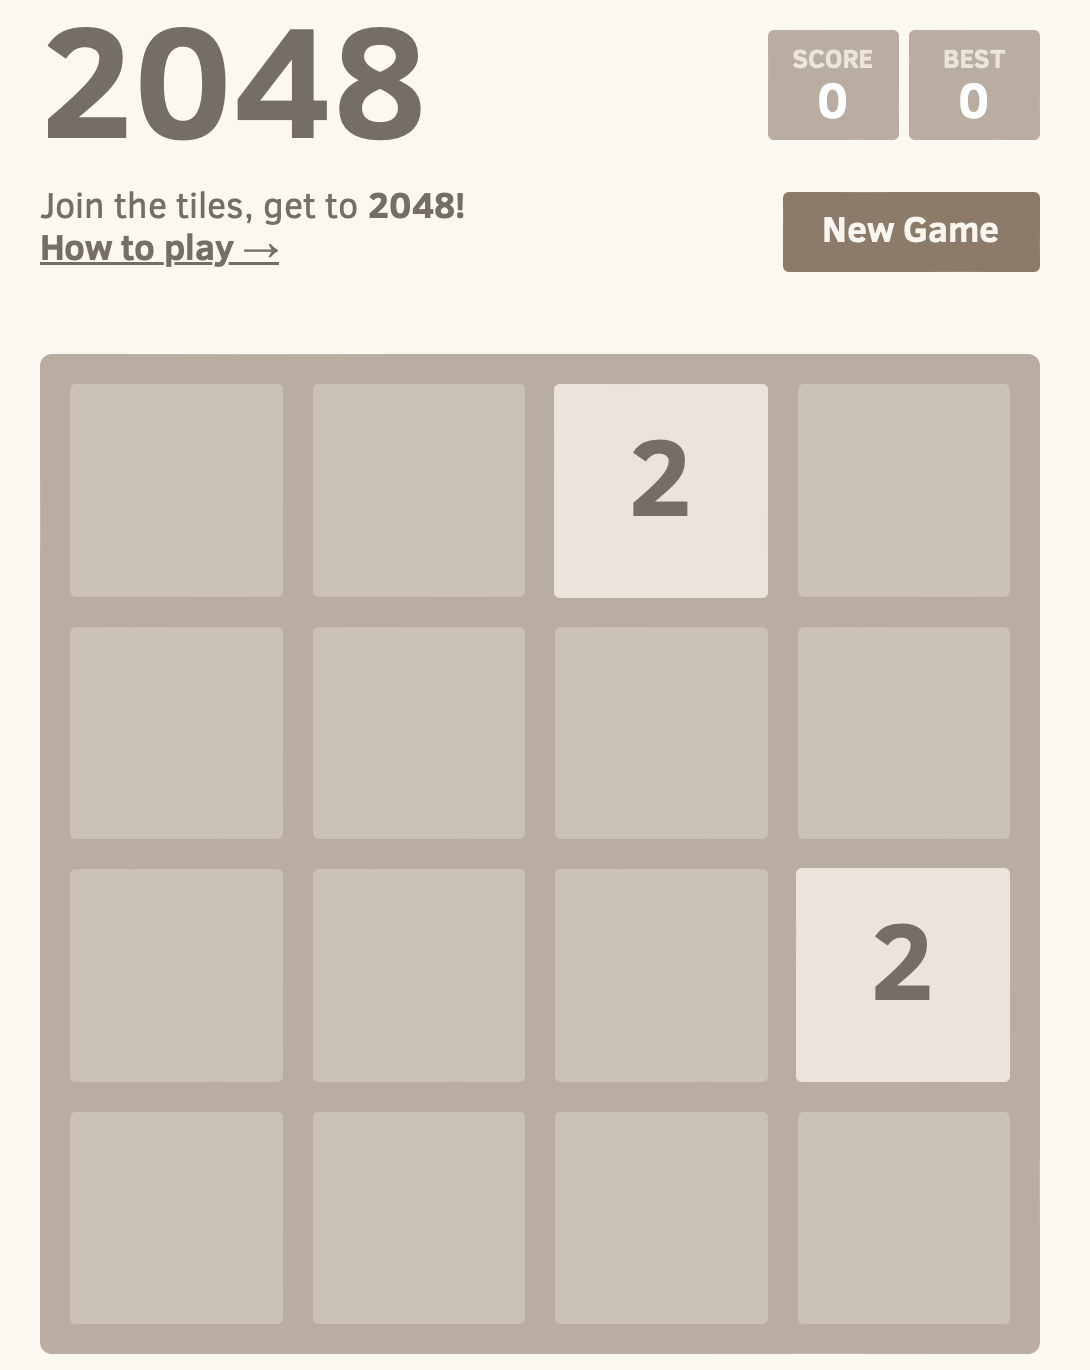 2048
SCORE
0
BEST
0
Join the tiles, get to 2048!
How to play →
New Game
2
2